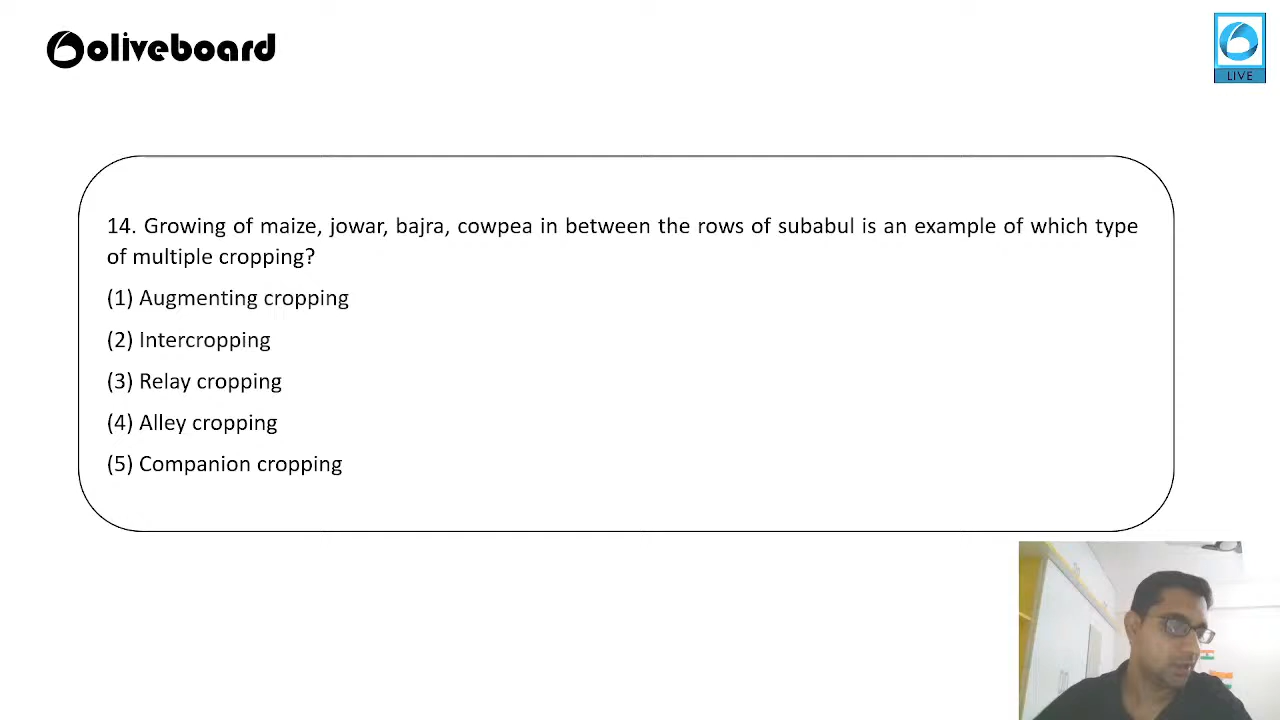 oliveboard
LIVE
14. Growing of maize, jowar, bajra, cowpea in between the rows of subabul is an example of which type
of multiple cropping?
(1) Augmenting cropping
(2) Intercropping
(3) Relay cropping
(4) Alley cropping
(5) Companion cropping